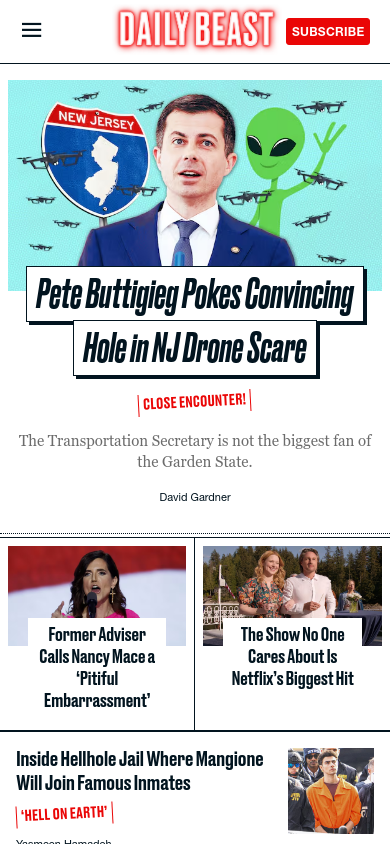 DAILY BEAST
SUBSCRIBE
NEW JERSEY
Pete Buttigieg Pokes Convincing
Hole in NJ Drone Scare
CLOSE ENCOUNTER!
The Transportation Secretary is not the biggest fan of
the Garden State.
David Gardner
Former Adviser
Calls Nancy Mace a
‘Pitiful
Embarrassment’
The Show No One
Cares About Is
Netflix’s Biggest Hit
Inside Hellhole Jail Where Mangione
Will Join Famous Inmates
‘HELL ON EARTH’
Yasmeen Hamadeh